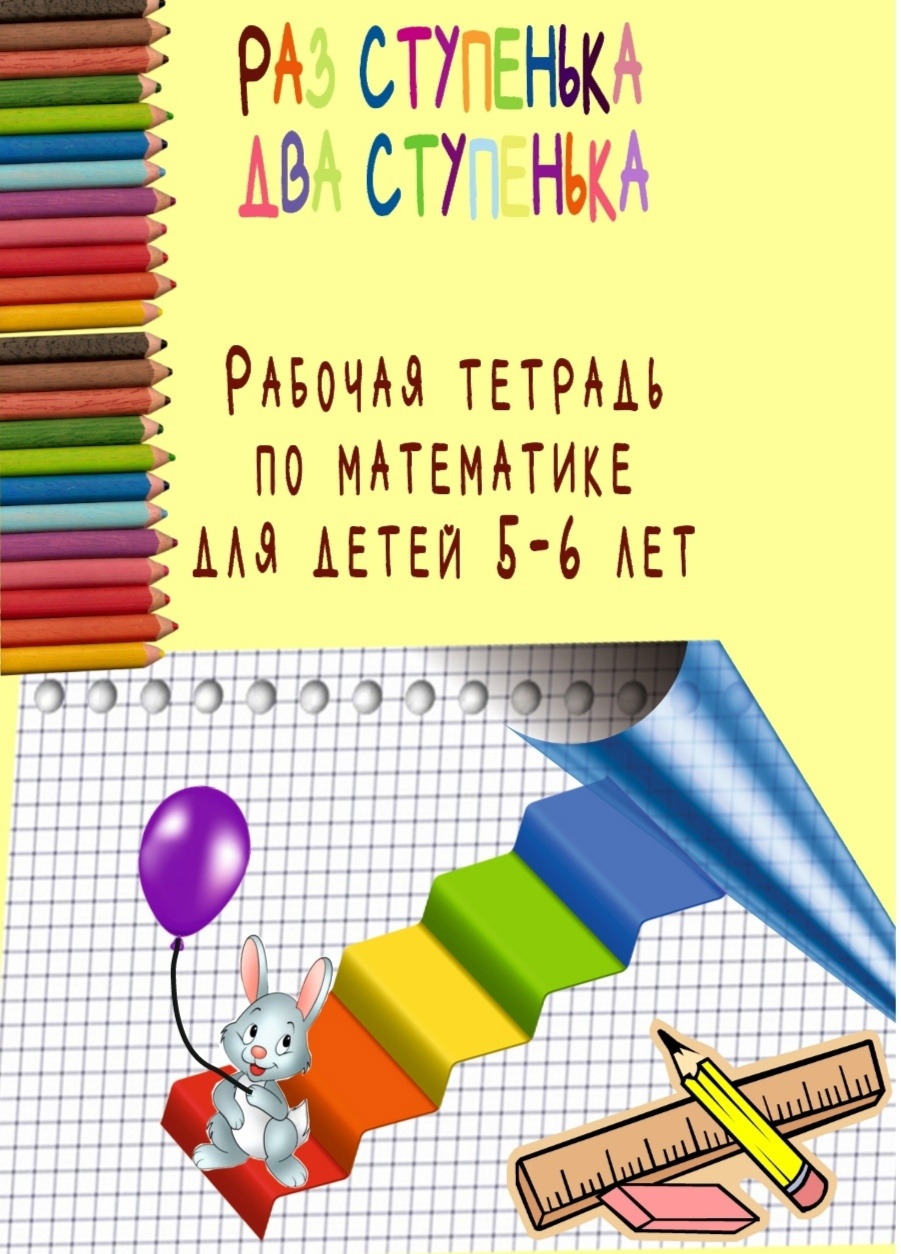 РАЗ СТУПЕНЬКА
ДВА СТУПЕНЬКА
РАБОЧАЯ ТЕТРАДЬ
ПО МАТЕМАТИКЕ
ДЛЯ ДЕТЕЙ 5-6 ЛЕТ